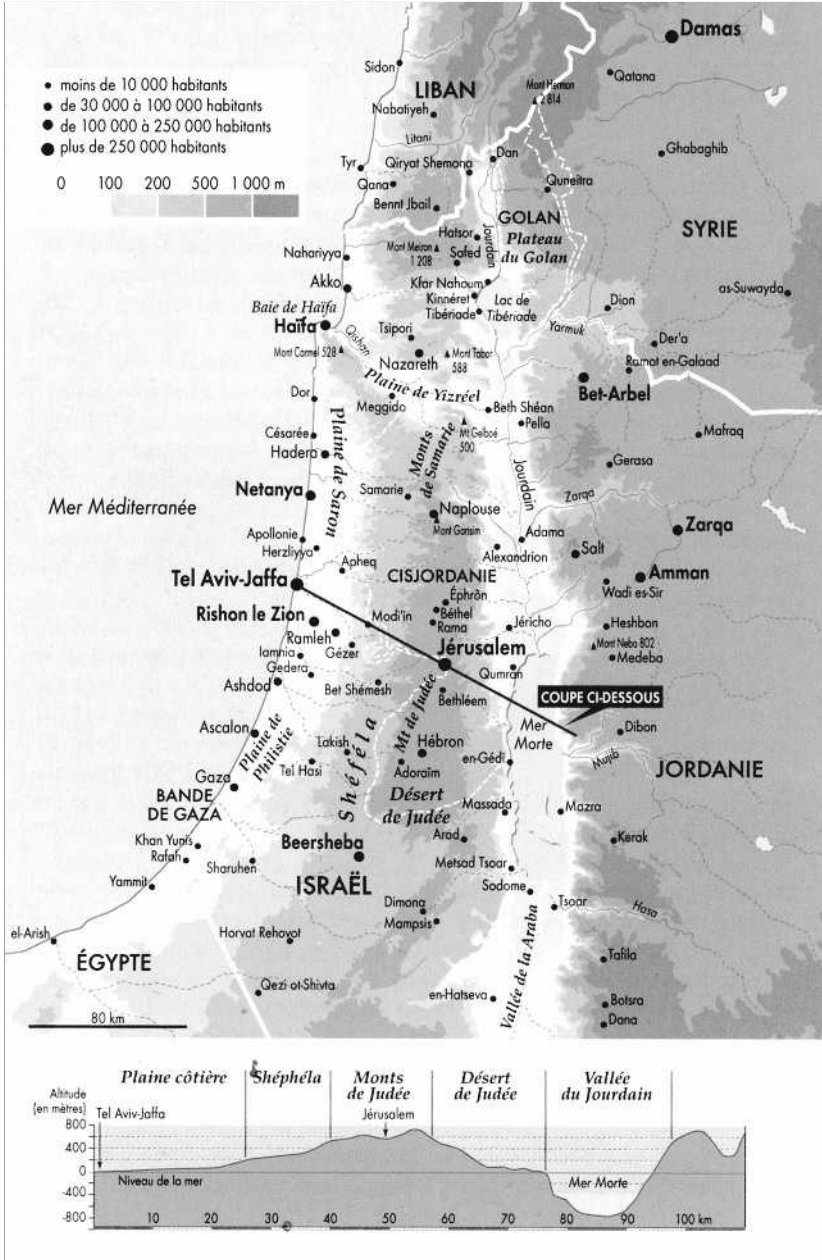 Damas
Sidon
moins de 10 000 habitants
de 30 000 à 100 000 habitants
de 100 000 à 250 000 habitants
plus de 250 000 habitants
0 100 200 500 1 000 m
LIBAN
Nabatiyeh
Mont Hermon
2 814
Qatana
Litani
Tyr
Qiryat Shemona
Dan
Ghabaghib
Qana
Quneitra
Bennt Jbail
GOLAN
Plateau
du Golan
SYRIE
Hatsor
Jourdain
Mont Meiron
1 208
Safed
Nahariyya
Akko
Kfar Nahoum
Kinnéret
Tibériade
Lac de
Tibériade
Dion
as-Suwayda
Baie de Haïfa
Haïfa
Qishan
Tsipori
Yarmuk
Der'a
Mont Carmel 528
Nazareth
Mont Tabor
588
Ramot en-Galaad
Bet-Arbel
Plaine de Yizréel
Dor
Meggido
Beth Shéan
Pella
Césarée
Hadera
Plaine de Saron
Monts
de Samarie
Mt Gelboé
500
Mafraq
Gerasa
Jourdain
Netanya
Samarie
Zarqa
Mer Méditerranée
Naplouse
Mont Garisim
Zarqa
Apollonie
Herzliyya
Adama
Alexandrion
Salt
Apheq
Tel Aviv-Jaffa
CISJORDANIE
Amman
Wadi es-Sir
Éphrôn
Béthel
Rama
Rishon le Zion
Modi'in
Jéricho
Heshbon
Ramleh
Jérusalem
Mont Nebo 802
Iamnia
Gézer
Medeba
Gedera
Qumran
Ashdod
Bet Shémesh
Bethléem
COUPE CI-DESSOUS
Mt de Judée
Mer
Morte
Ascalon
Plaine de
Philistie
Shéféla
Dibon
Lakish
Hébron
Mujib
Tel Hasi
Adoraïm
en-Gédi
JORDANIE
Gaza
BANDE
DE GAZA
Désert
de Judée
Massada
Mazra
Khan Yunis
Rafah
Arad
Kerak
Beersheba
Sharuhen
Metsad Tsoar
Yammit
ISRAËL
Sodome
Dimona
Tsoar
Mampsis
Hasa
el-Arish
Horvat Rehovot
Vallée de la Araba
ÉGYPTE
Tafila
Qezi ot-Shivta
en-Hatseva
Botsra
Dana
80 km
Plaine côtière
Shéphéla
Monts
de Judée
Désert
de Judée
Vallée
du Jourdain
Altitude
(en mètres)
Tel Aviv-Jaffa
Jérusalem
800
400
0
-400
-800
Niveau de la mer
Mer Morte
10 20 30 40 50 60 70 80 90 100 km